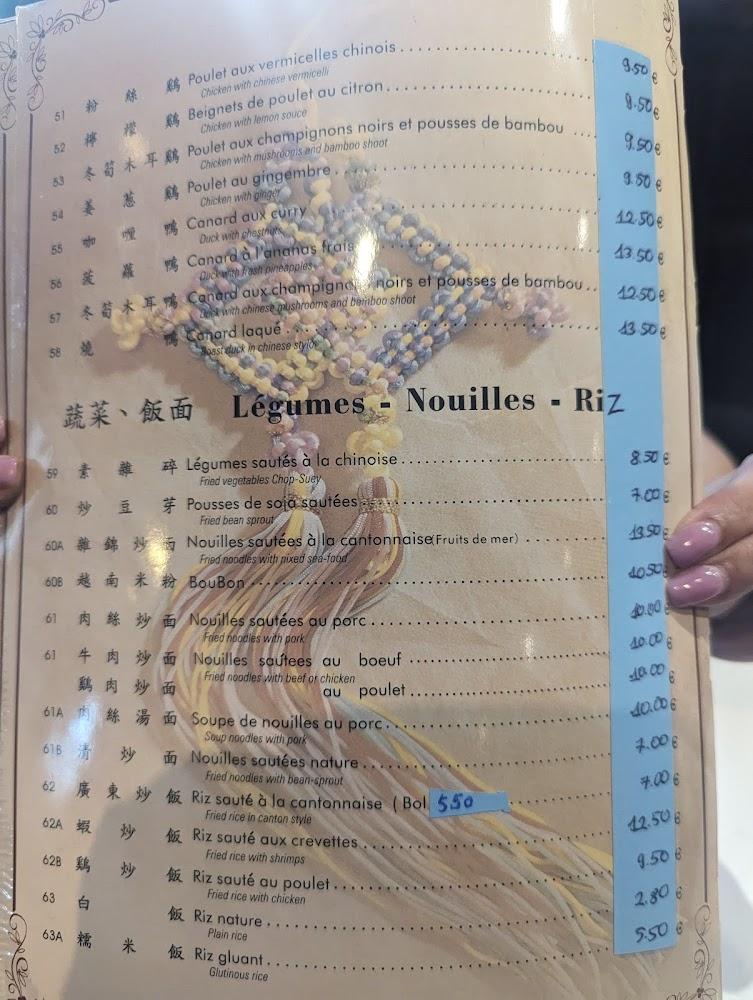 51 粉 絲 鷄 Poulet aux vermicelles chinois 9.50 €
Chicken with chinese vermicelli
52 檸 檬 鷄 Beignets de poulet au citron 9.50 €
Chicken with lemon souce
53 冬筍木耳鷄 Poulet aux champignons noirs et pousses de bambou 9.50 €
Chicken with mushrooms and bamboo shoot
54 姜 葱 鷄 Poulet au gingembre 9.50 €
Chicken with ginger
55 咖 喱 鴨 Canard aux curry 12.50 €
Duck with chestnuts
56 菠 蘿 鴨 Canard à l'ananas frais 13.50 €
Duck with frash pineapples
57 冬筍木耳鴨 Canard aux champignons noirs et pousses de bambou 12.50 €
Duck with chinese mushrooms and bamboo shoot
58 燒 鴨 Canard laqué 13.50 €
Roast duck in chinese style
蔬菜、飯面 Légumes - Nouilles - Riz
59 素 雜 碎 Légumes sautés à la chinoise 8.50 €
Fried vegetables Chop-Suey
60 炒 豆 芽 Pousses de soja sautées 7.00 €
Fried bean sprout
60A 雜 錦 炒 面 Nouilles sautées à la cantonnaise(Fruits de mer) 13.50 €
Fried noodles with pixed sea-food
60B 越 南 米 粉 BouBon 10.50 €
61 肉 絲 炒 面 Nouilles sautées au porc 10.00 €
Fried noodles with pork
61 牛 肉 炒 面 Nouilles sautees au boeuf 10.00 €
Fried noodles with beef or chicken
鷄 肉 炒 面 au poulet 10.00 €
61A 肉 絲 湯 面 Soupe de nouilles au porc 10.00 €
Soup noodles with pork
61B 清 炒 面 Nouilles sautées nature 7.00 €
Fried noodles with bean-sprout
62 廣 東 炒 飯 Riz sauté à la cantonnaise ( Bol 5.50 7.00 €
Fried rice in canton style
62A 蝦 炒 飯 Riz sauté aux crevettes 12.50 €
Fried rice with shrimps
62B 鷄 炒 飯 Riz sauté au poulet 9.50 €
Fried rice with chicken
63 白 飯 Riz nature 2.80 €
Plain rice
63A 糯 米 飯 Riz gluant 5.50 €
Glutinous rice